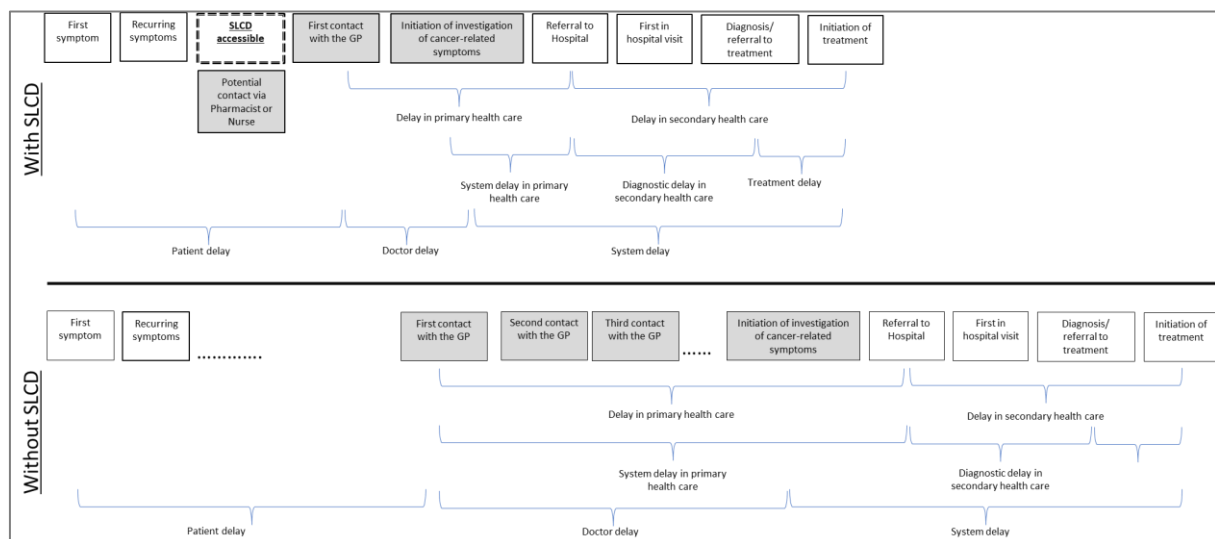 With SLCD
First
symptom
Recurring
symptoms
SLCD
accessible
First contact
with the GP
Initiation of investigation
of cancer-related
symptoms
Referral to
Hospital
First in
hospital visit
Diagnosis/
referral to
treatment
Initiation of
treatment
Potential
contact via
Pharmacist or
Nurse
Delay in primary health care
Delay in secondary health care
System delay in primary
health care
Diagnostic delay in
secondary health care
Treatment delay
Patient delay
Doctor delay
System delay
Without SLCD
First
symptom
Recurring
symptoms
.............
First contact
with the GP
Second contact
with the GP
Third contact
with the GP
......
Initiation of investigation
of cancer-related
symptoms
Referral to
Hospital
First in
hospital visit
Diagnosis/
referral to
treatment
Initiation of
treatment
Delay in primary health care
Delay in secondary health care
System delay in primary
health care
Diagnostic delay in
secondary health care
Patient delay
Doctor delay
System delay